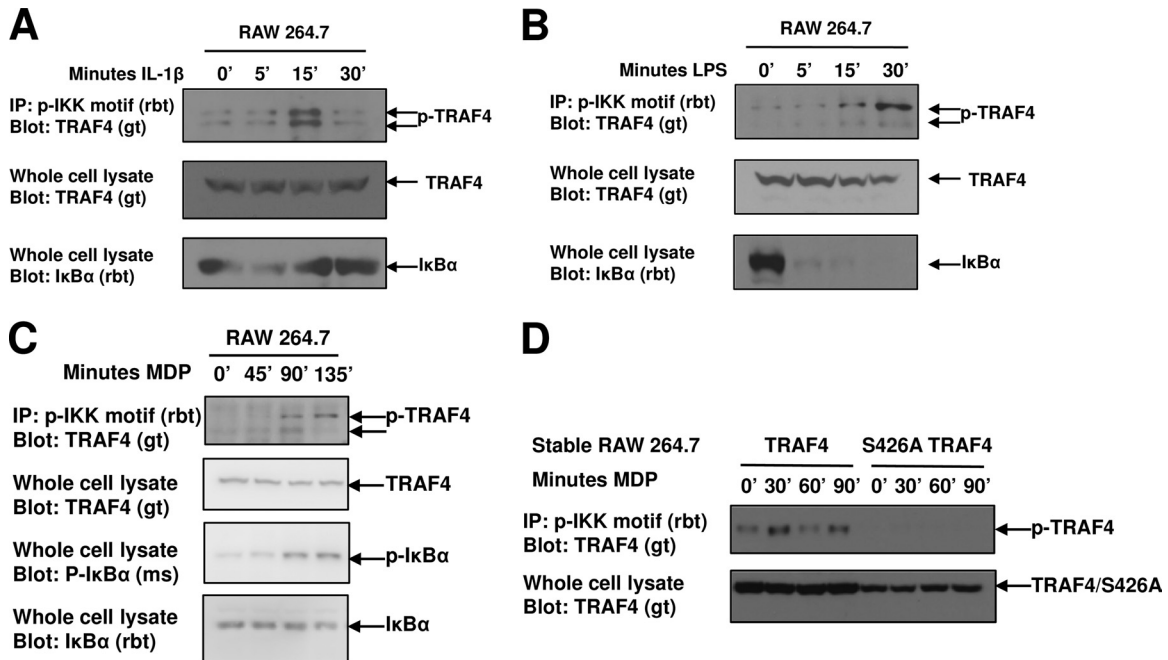 A
RAW 264.7
Minutes IL-1β 0’ 5’ 15’ 30’
IP: p-IKK motif (rbt)
Blot: TRAF4 (gt)
p-TRAF4
Whole cell lysate
Blot: TRAF4 (gt)
TRAF4
Whole cell lysate
Blot: IκBα (rbt)
IκBα
B
RAW 264.7
Minutes LPS 0’ 5’ 15’ 30’
IP: p-IKK motif (rbt)
Blot: TRAF4 (gt)
p-TRAF4
Whole cell lysate
Blot: TRAF4 (gt)
TRAF4
Whole cell lysate
Blot: IκBα (rbt)
IκBα
C
RAW 264.7
Minutes MDP 0’ 45’ 90’ 135’
IP: p-IKK motif (rbt)
Blot: TRAF4 (gt)
p-TRAF4
Whole cell lysate
Blot: TRAF4 (gt)
TRAF4
Whole cell lysate
Blot: P-IκBα (ms)
p-IκBα
Whole cell lysate
Blot: IκBα (rbt)
IκBα
D
Stable RAW 264.7 TRAF4 S426A TRAF4
Minutes MDP 0’ 30’ 60’ 90’ 0’ 30’ 60’ 90’
IP: p-IKK motif (rbt)
Blot: TRAF4 (gt)
p-TRAF4
Whole cell lysate
Blot: TRAF4 (gt)
TRAF4/S426A